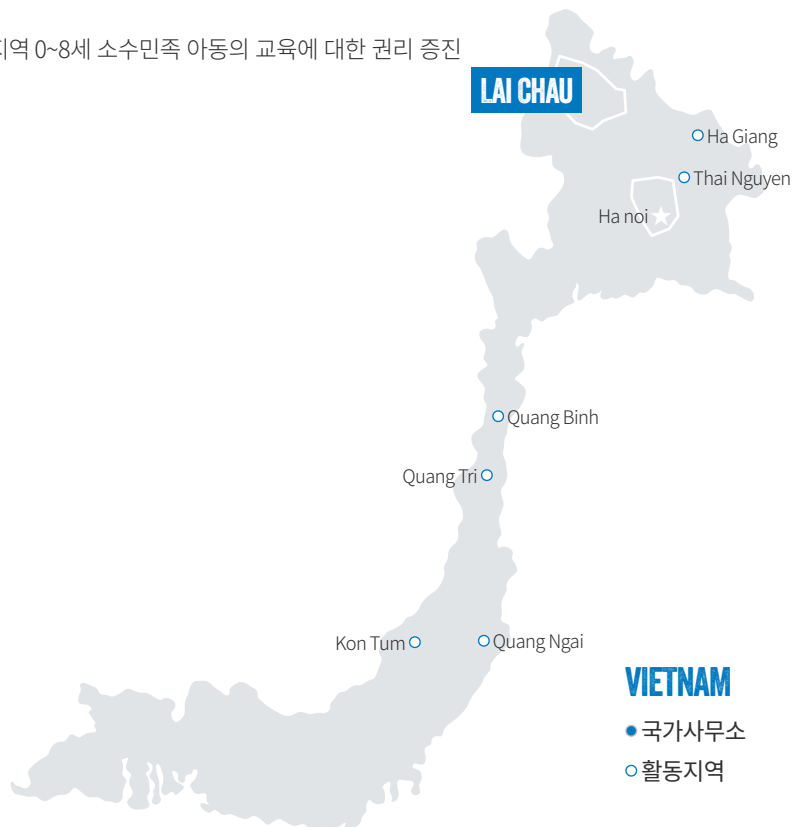 지역 0~8세 소수민족 아동의 교육에 대한 권리 증진
LAI CHAU
Ha Giang
Thai Nguyen
Ha noi
Quang Binh
Quang Tri
Kon Tum
Quang Ngai
VIETNAM
국가사무소
활동지역